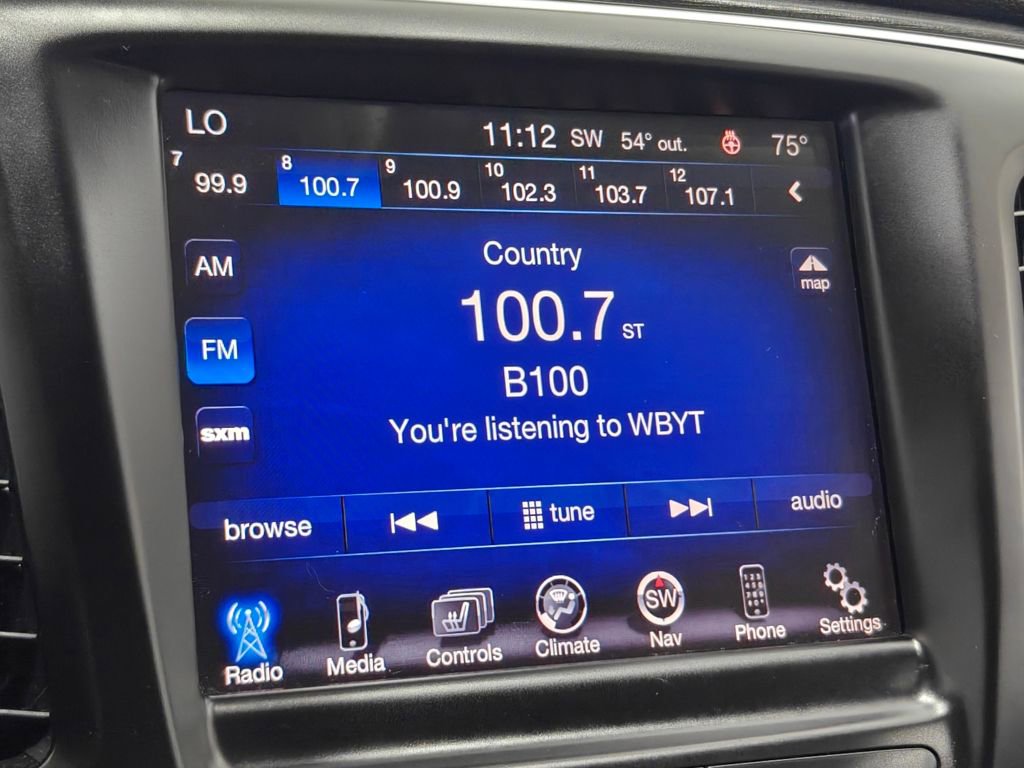 LO 11:12 SW 54° out. 75°
7 8 9 10 11 12
99.9 100.7 100.9 102.3 103.7 107.1
Country
AM
map
100.7 ST
FM
B100
You're listening to WBYT
sxm
browse tune audio
SW
Radio Media Controls Climate Nav Phone Settings